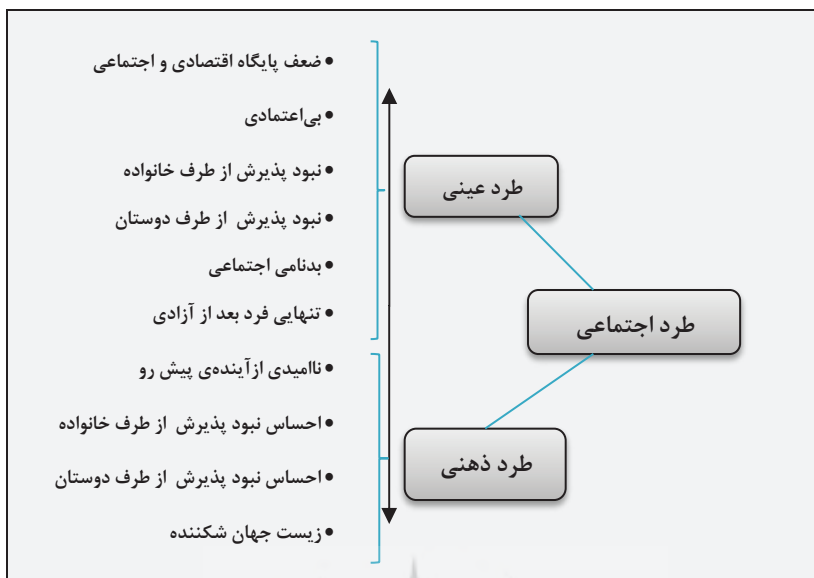 طرد اجتماعی
طرد عینی
• ضعف پایگاه اقتصادی و اجتماعی
• بی‌اعتمادی
• نبود پذیرش از طرف خانواده
• نبود پذیرش از طرف دوستان
• بدنامی اجتماعی
• تنهایی فرد بعد از آزادی
طرد ذهنی
• ناامیدی ازآینده‌ی پیش رو
• احساس نبود پذیرش از طرف خانواده
• احساس نبود پذیرش از طرف دوستان
• زیست جهان شکننده